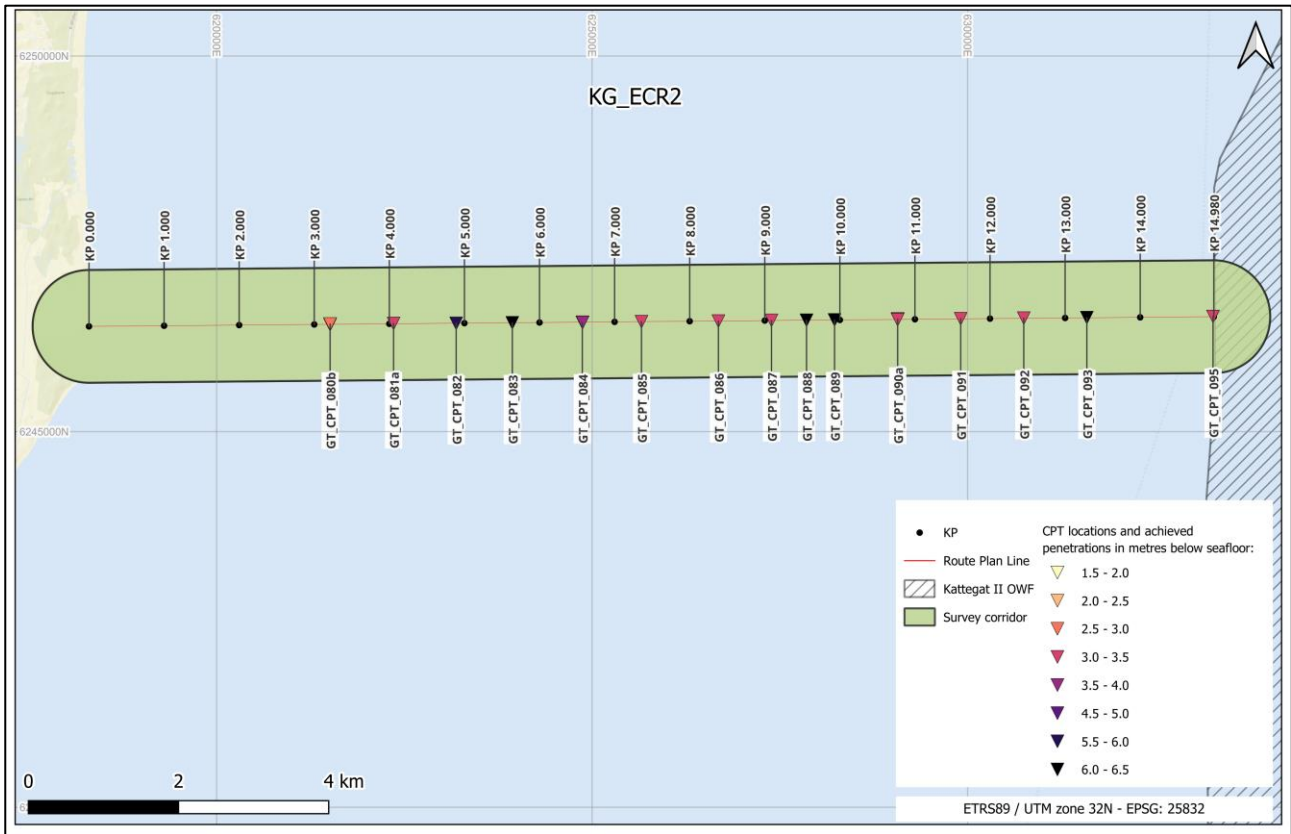 620000E
625000E
630000E
6250000N
KG_ECR2
KP 0.000
KP 1.000
KP 2.000
KP 3.000
KP 4.000
KP 5.000
KP 6.000
KP 7.000
KP 8.000
KP 9.000
KP 10.000
KP 11.000
KP 12.000
KP 13.000
KP 14.000
KP 14.980
GT_CPT_080b
GT_CPT_081a
GT_CPT_082
GT_CPT_083
GT_CPT_084
GT_CPT_085
GT_CPT_086
GT_CPT_087
GT_CPT_088
GT_CPT_089
GT_CPT_090a
GT_CPT_091
GT_CPT_092
GT_CPT_093
GT_CPT_095
6245000N
KP
Route Plan Line
Kattegat II OWF
Survey corridor
CPT locations and achieved
penetrations in metres below seafloor:
1.5 - 2.0
2.0 - 2.5
2.5 - 3.0
3.0 - 3.5
3.5 - 4.0
4.5 - 5.0
5.5 - 6.0
6.0 - 6.5
0 2 4 km
ETRS89 / UTM zone 32N - EPSG: 25832